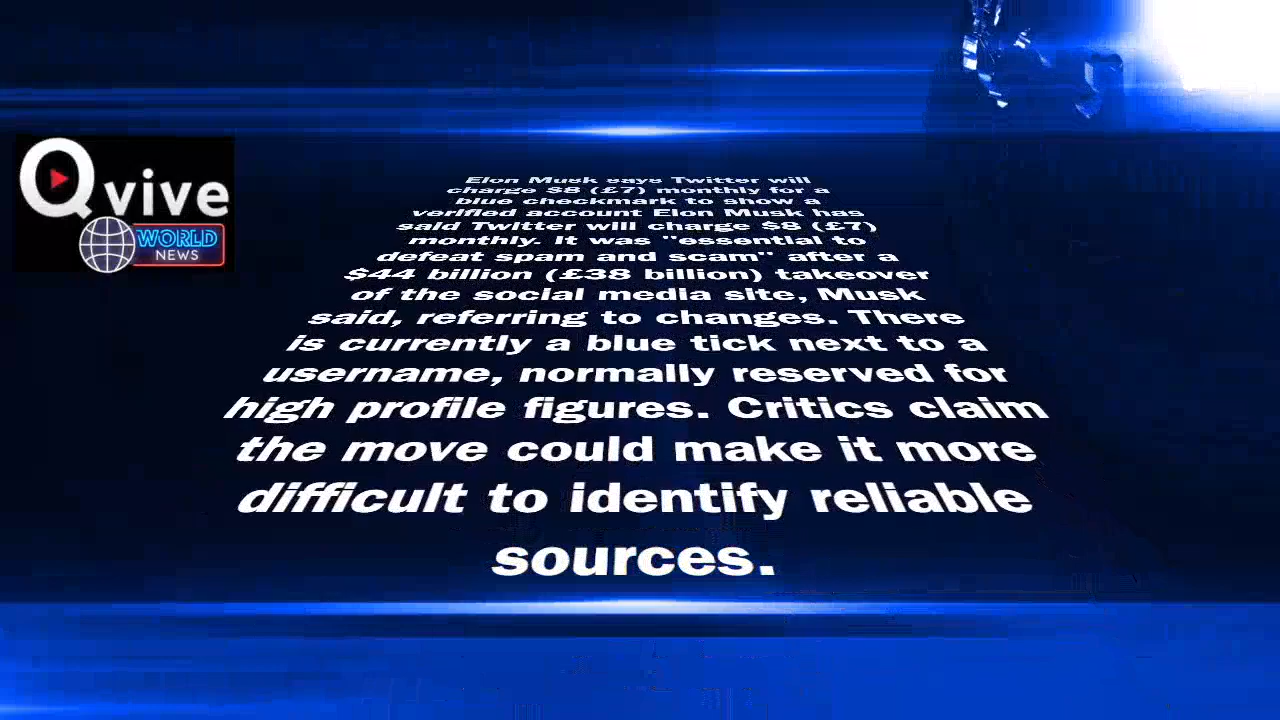 Qvive
WORLD
NEWS
Elon Musk says Twitter will
charge $8 (£7) monthly for a
blue checkmark to show a
verified account Elon Musk has
said Twitter will charge $8 (£7)
monthly. It was "essential to
defeat spam and scam" after a
$44 billion (£38 billion) takeover
of the social media site, Musk
said, referring to changes. There
is currently a blue tick next to a
username, normally reserved for
high profile figures. Critics claim
the move could make it more
difficult to identify reliable
sources.